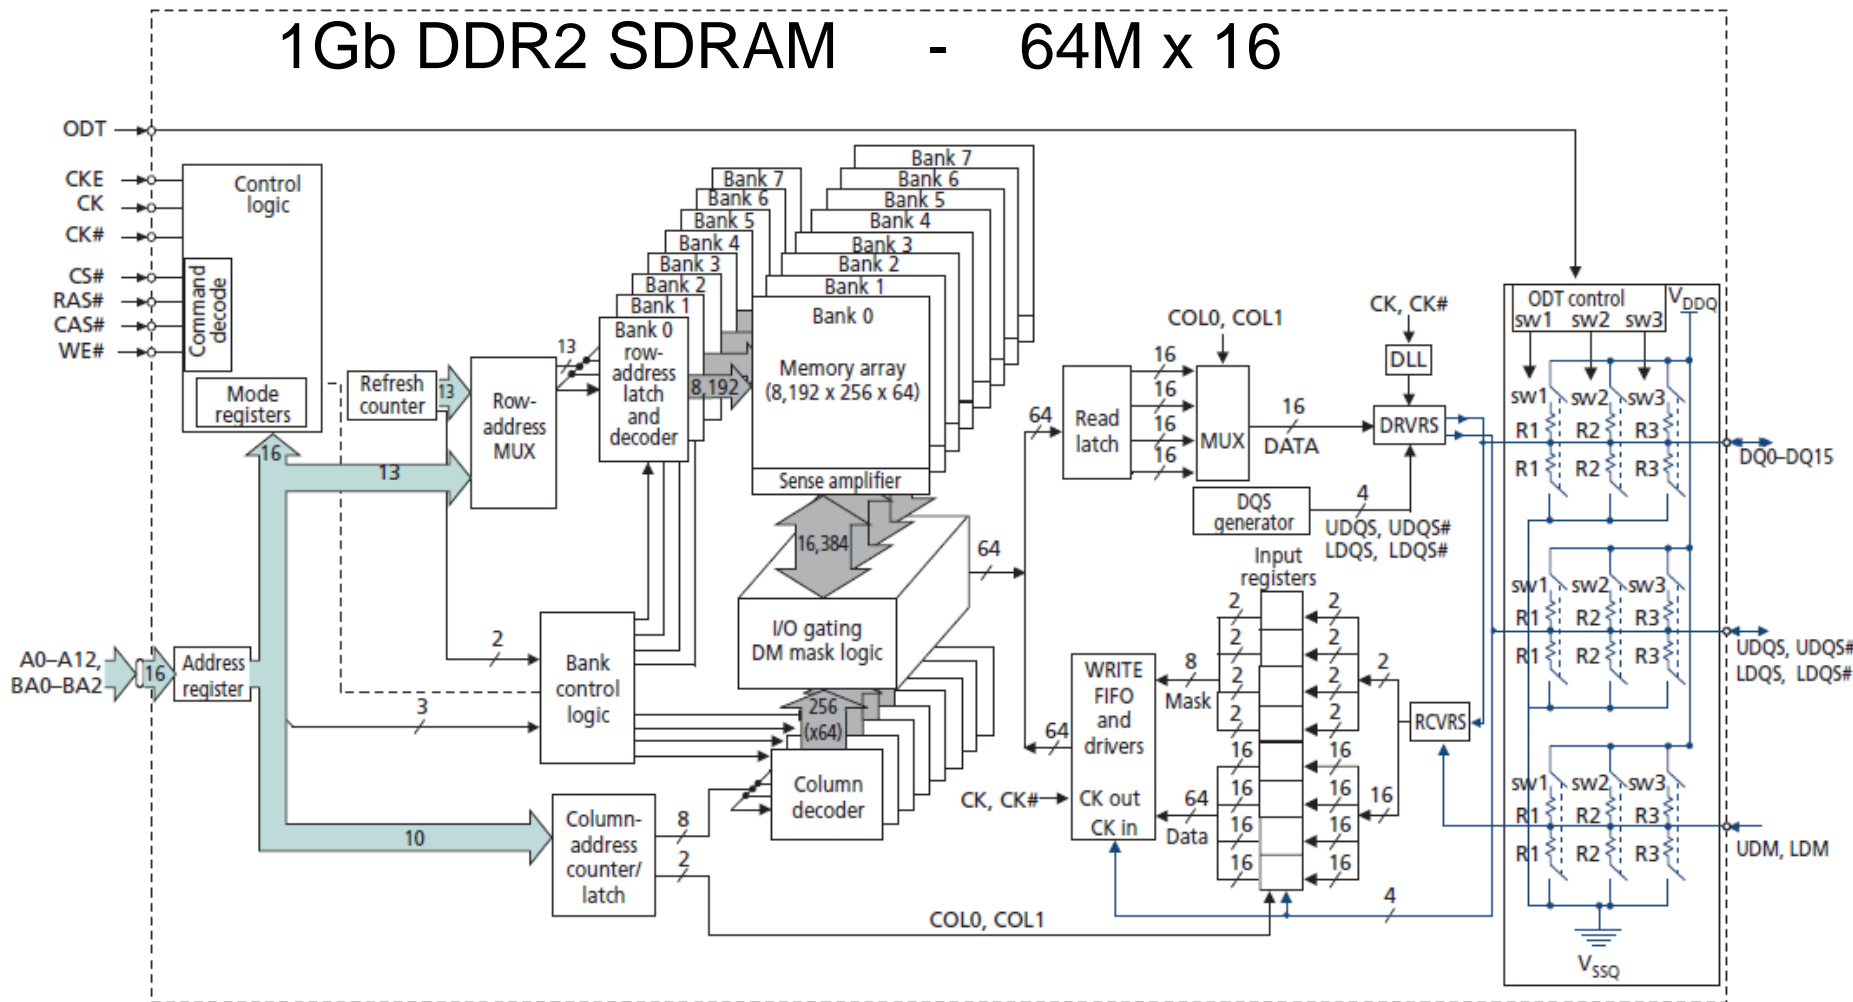 1Gb DDR2 SDRAM - 64M x 16
ODT
CKE
CK
CK#
CS#
RAS#
CAS#
WE#
Control
logic
Command
decode
Mode
registers
16
13
Refresh
counter
13
Row-
address
MUX
13
Bank 7
Bank 6
Bank 5
Bank 4
Bank 3
Bank 2
Bank 1
Bank 0
row-
address
latch
and
decoder
8,192
Bank 7
Bank 6
Bank 5
Bank 4
Bank 3
Bank 2
Bank 1
Bank 0
Memory array
(8,192 x 256 x 64)
Sense amplifier
16,384
I/O gating
DM mask logic
64
256
(x64)
Column
decoder
A0–A12,
BA0–BA2
16
Address
register
2
3
Bank
control
logic
10
Column-
address
counter/
latch
8
2
COL0, COL1
64
Read
latch
16
16
16
16
COL0, COL1
MUX
16
DATA
CK, CK#
DLL
DRVRS
DQS
generator
4
UDQS, UDQS#
LDQS, LDQS#
Input
registers
2
2
2
2
2
2
2
2
16
16
16
16
16
16
16
16
64
WRITE
FIFO
and
drivers
CK out
CK in
CK, CK#
8
Mask
64
Data
2
16
RCVRS
4
ODT control
sw1 sw2 sw3
VDDQ
sw1 sw2 sw3
R1 R2 R3
R1 R2 R3
DQ0–DQ15
sw1 sw2 sw3
R1 R2 R3
R1 R2 R3
UDQS, UDQS#
LDQS, LDQS#
sw1 sw2 sw3
R1 R2 R3
R1 R2 R3
UDM, LDM
VSSQ